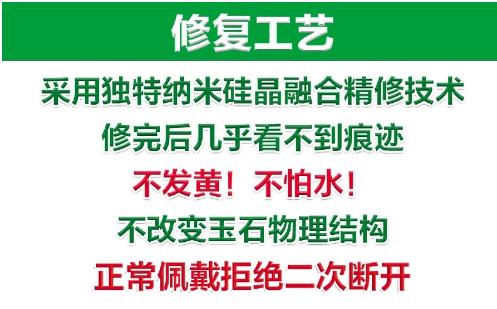 修复工艺
采用独特纳米硅晶融合精修技术
修完后几乎看不到痕迹
不发黄！不怕水！
不改变玉石物理结构
正常佩戴拒绝二次断开